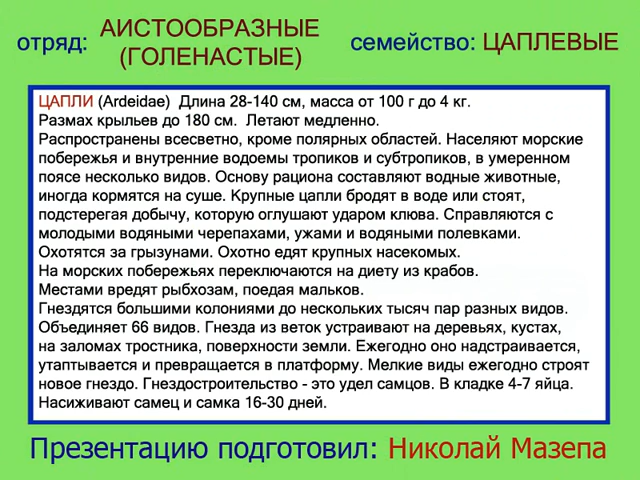 отряд: АИСТООБРАЗНЫЕ (ГОЛЕНАСТЫЕ) семейство: ЦАПЛЕВЫЕ
ЦАПЛИ (Ardeidae) Длина 28-140 см, масса от 100 г до 4 кг.
Размах крыльев до 180 см. Летают медленно.
Распространены всесветно, кроме полярных областей. Населяют морские
побережья и внутренние водоемы тропиков и субтропиков, в умеренном
поясе несколько видов. Основу рациона составляют водные животные,
иногда кормятся на суше. Крупные цапли бродят в воде или стоят,
подстерегая добычу, которую оглушают ударом клюва. Справляются с
молодыми водяными черепахами, ужами и водяными полевками.
Охотятся за грызунами. Охотно едят крупных насекомых.
На морских побережьях переключаются на диету из крабов.
Местами вредят рыбхозам, поедая мальков.
Гнездятся большими колониями до нескольких тысяч пар разных видов.
Объединяет 66 видов. Гнезда из веток устраивают на деревьях, кустах,
на заломах тростника, поверхности земли. Ежегодно оно надстраивается,
утаптывается и превращается в платформу. Мелкие виды ежегодно строят
новое гнездо. Гнездостроительство - это удел самцов. В кладке 4-7 яйца.
Насиживают самец и самка 16-30 дней.
Презентацию подготовил: Николай Мазепа